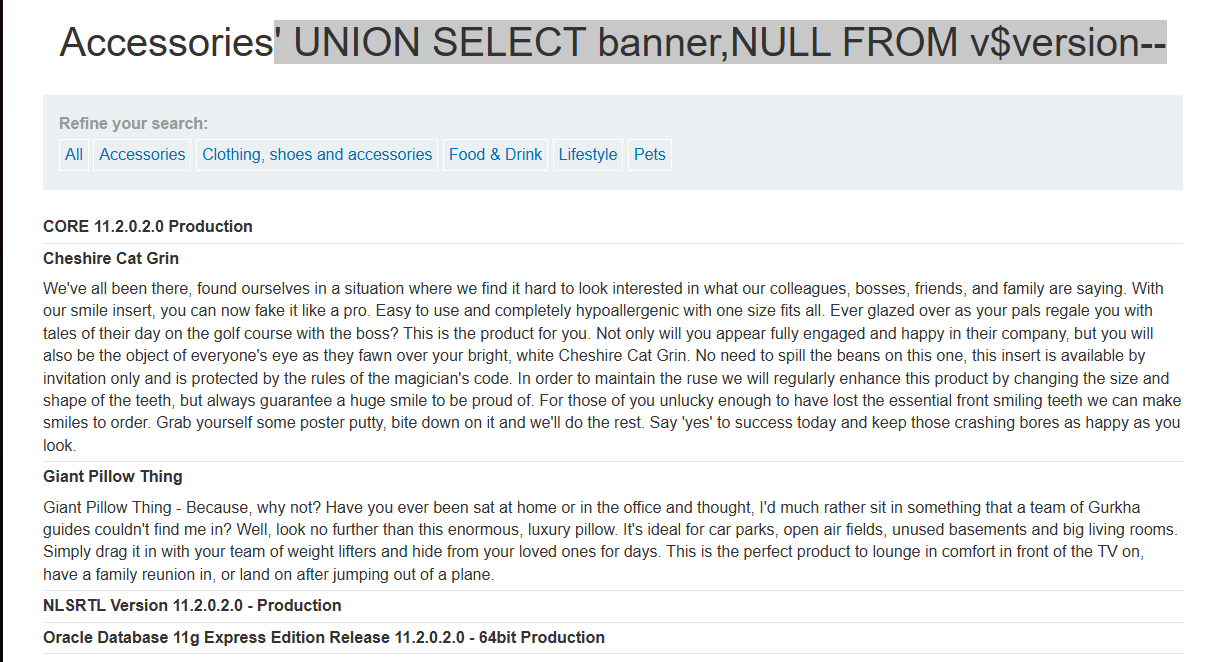 Accessories' UNION SELECT banner,NULL FROM v$version--
Refine your search:
All Accessories Clothing, shoes and accessories Food & Drink Lifestyle Pets
CORE 11.2.0.2.0 Production
Cheshire Cat Grin
We've all been there, found ourselves in a situation where we find it hard to look interested in what our colleagues, bosses, friends, and family are saying. With
our smile insert, you can now fake it like a pro. Easy to use and completely hypoallergenic with one size fits all. Ever glazed over as your pals regale you with
tales of their day on the golf course with the boss? This is the product for you. Not only will you appear fully engaged and happy in their company, but you will
also be the object of everyone's eye as they fawn over your bright, white Cheshire Cat Grin. No need to spill the beans on this one, this insert is available by
invitation only and is protected by the rules of the magician's code. In order to maintain the ruse we will regularly enhance this product by changing the size and
shape of the teeth, but always guarantee a huge smile to be proud of. For those of you unlucky enough to have lost the essential front smiling teeth we can make
smiles to order. Grab yourself some poster putty, bite down on it and we'll do the rest. Say 'yes' to success today and keep those crashing bores as happy as you
look.
Giant Pillow Thing
Giant Pillow Thing - Because, why not? Have you ever been sat at home or in the office and thought, I'd much rather sit in something that a team of Gurkha
guides couldn't find me in? Well, look no further than this enormous, luxury pillow. It's ideal for car parks, open air fields, unused basements and big living rooms.
Simply drag it in with your team of weight lifters and hide from your loved ones for days. This is the perfect product to lounge in comfort in front of the TV on,
have a family reunion in, or land on after jumping out of a plane.
NLSRTL Version 11.2.0.2.0 - Production
Oracle Database 11g Express Edition Release 11.2.0.2.0 - 64bit Production